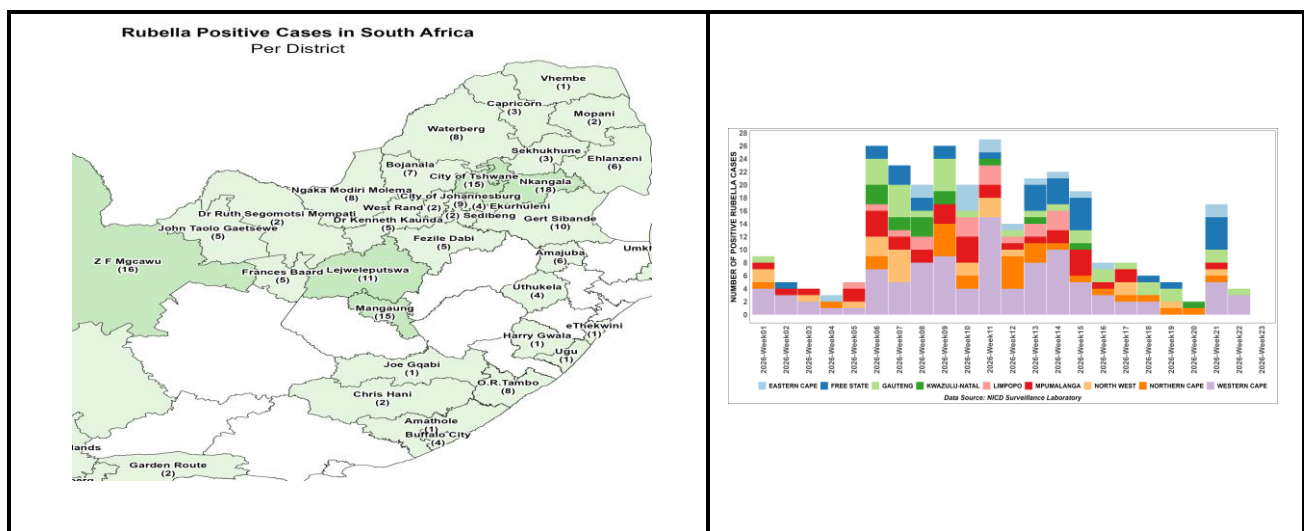 Rubella Positive Cases in South Africa
Per District
Vhembe
(1)
Capricorn
(3)
Mopani
(2)
Waterberg
(8)
Sekhukhune
(3)
Ehlanzeni
(6)
Bojanala
(7)
City of Tshwane
(15)
Nkangala
(18)
Ngaka Modiri Molema
(8)
City of Johannesburg
(9)
West Rand (2)
(4) Ekurhuleni
Dr Ruth Segomotsi Mompati
(2)
Dr Kenneth Kaunda
(5)
(2) Sedibeng
Gert Sibande
(10)
John Taolo Gaetsewe
(5)
Fezile Dabi
(5)
Z F Mgcawu
(16)
Frances Baard
(5)
Lejweleputswa
(11)
Amajuba
(6)
Umkh
Uthukela
(4)
Mangaung
(15)
eThekwini
(1)
Harry Gwala
(1)
Ugu
(1)
Joe Gqabi
(1)
O.R.Tambo
(8)
Chris Hani
(2)
Amathole
(1)
Buffalo City
(4)
lands
Garden Route
(2)
NUMBER OF POSITIVE RUBELLA CASES
28
26
24
22
20
18
16
14
12
10
8
6
4
2
0
2026-Week01
2026-Week02
2026-Week03
2026-Week04
2026-Week05
2026-Week06
2026-Week07
2026-Week08
2026-Week09
2026-Week10
2026-Week11
2026-Week12
2026-Week13
2026-Week14
2026-Week15
2026-Week16
2026-Week17
2026-Week18
2026-Week19
2026-Week20
2026-Week21
2026-Week22
2026-Week23
EASTERN CAPE FREE STATE GAUTENG KWAZULU-NATAL LIMPOPO MPUMALANGA NORTH WEST NORTHERN CAPE WESTERN CAPE
Data Source: NICD Surveillance Laboratory